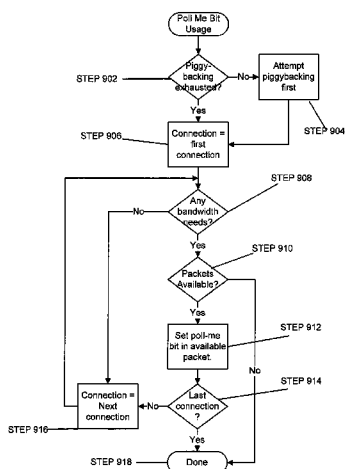 Poll Me Bit
Usage
STEP 902
Piggy-
backing
exhausted?
No
Attempt
piggybacking
first
STEP 904
Yes
STEP 906
Connection =
first
connection
STEP 908
Any
bandwidth
needs?
No
Yes
STEP 910
Packets
Available?
Yes
STEP 912
Set poll-me
bit in available
packet.
No
STEP 914
Last
connection
?
No
Connection =
Next
connection
STEP 916
Yes
STEP 918
Done